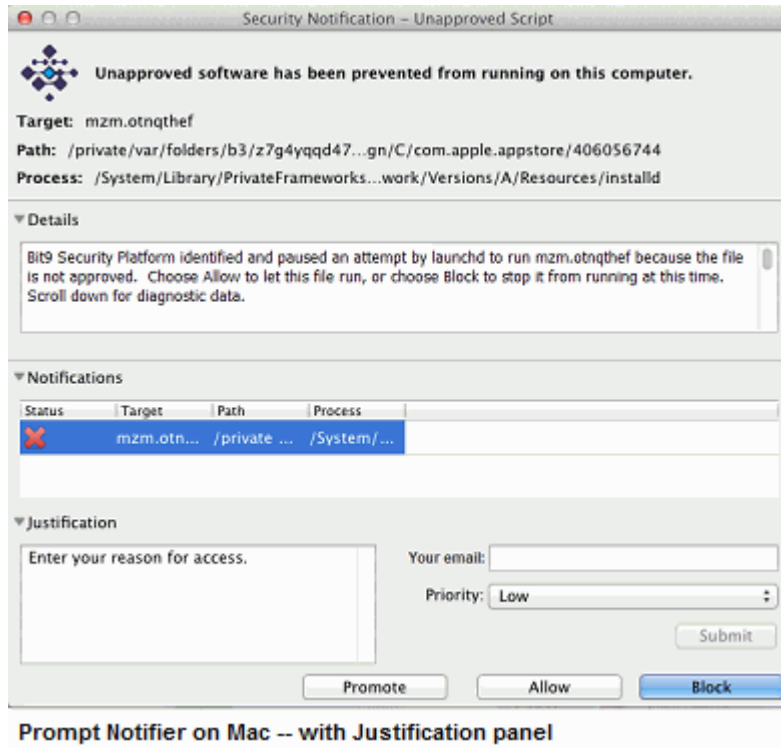 Security Notification – Unapproved Script
Unapproved software has been prevented from running on this computer.
Target: mzm.otnqthef
Path: /private/var/folders/b3/z7g4yqqd47...gn/C/com.apple.appstore/406056744
Process: /System/Library/PrivateFrameworks...work/Versions/A/Resources/installd
Details
Bit9 Security Platform identified and paused an attempt by launchd to run mzm.otnqthef because the file
is not approved. Choose Allow to let this file run, or choose Block to stop it from running at this time.
Scroll down for diagnostic data.
Notifications
Status Target Path Process
mzm.otn... /private ... /System/...
Justification
Enter your reason for access.
Your email:
Priority: Low
Submit
Promote Allow Block
Prompt Notifier on Mac -- with Justification panel